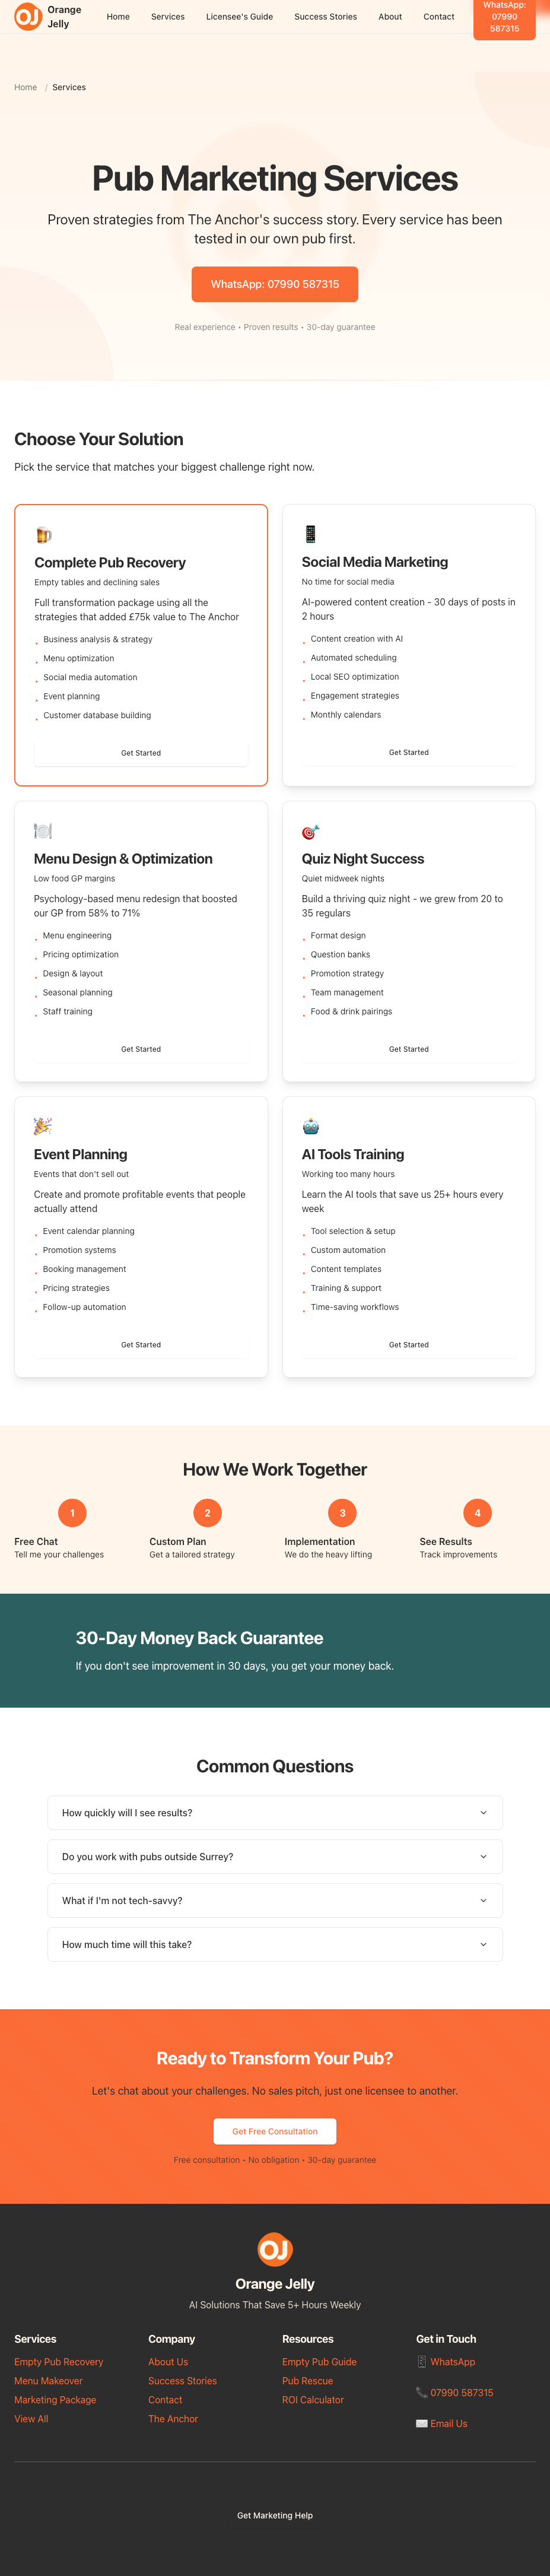 Orange
Jelly
Home
Services
Licensee's Guide
Success Stories
About
Contact
WhatsApp:
07990
587315
Home / Services
Pub Marketing Services
Proven strategies from The Anchor's success story. Every service has been
tested in our own pub first.
WhatsApp: 07990 587315
Real experience • Proven results • 30-day guarantee
Choose Your Solution
Pick the service that matches your biggest challenge right now.
Complete Pub Recovery
Empty tables and declining sales
Full transformation package using all the
strategies that added £75k value to The Anchor
• Business analysis & strategy
• Menu optimization
• Social media automation
• Event planning
• Customer database building
Get Started
Social Media Marketing
No time for social media
AI-powered content creation - 30 days of posts in
2 hours
• Content creation with AI
• Automated scheduling
• Local SEO optimization
• Engagement strategies
• Monthly calendars
Get Started
Menu Design & Optimization
Low food GP margins
Psychology-based menu redesign that boosted
our GP from 58% to 71%
• Menu engineering
• Pricing optimization
• Design & layout
• Seasonal planning
• Staff training
Get Started
Quiz Night Success
Quiet midweek nights
Build a thriving quiz night - we grew from 20 to
35 regulars
• Format design
• Question banks
• Promotion strategy
• Team management
• Food & drink pairings
Get Started
Event Planning
Events that don't sell out
Create and promote profitable events that people
actually attend
• Event calendar planning
• Promotion systems
• Booking management
• Pricing strategies
• Follow-up automation
Get Started
AI Tools Training
Working too many hours
Learn the AI tools that save us 25+ hours every
week
• Tool selection & setup
• Custom automation
• Content templates
• Training & support
• Time-saving workflows
Get Started
How We Work Together
1
Free Chat
Tell me your challenges
2
Custom Plan
Get a tailored strategy
3
Implementation
We do the heavy lifting
4
See Results
Track improvements
30-Day Money Back Guarantee
If you don't see improvement in 30 days, you get your money back.
Common Questions
How quickly will I see results?
Do you work with pubs outside Surrey?
What if I'm not tech-savvy?
How much time will this take?
Ready to Transform Your Pub?
Let's chat about your challenges. No sales pitch, just one licensee to another.
Get Free Consultation
Free consultation • No obligation • 30-day guarantee
OJ
Orange Jelly
AI Solutions That Save 5+ Hours Weekly
Services
Empty Pub Recovery
Menu Makeover
Marketing Package
View All
Company
About Us
Success Stories
Contact
The Anchor
Resources
Empty Pub Guide
Pub Rescue
ROI Calculator
Get in Touch
WhatsApp
07990 587315
Email Us
Get Marketing Help